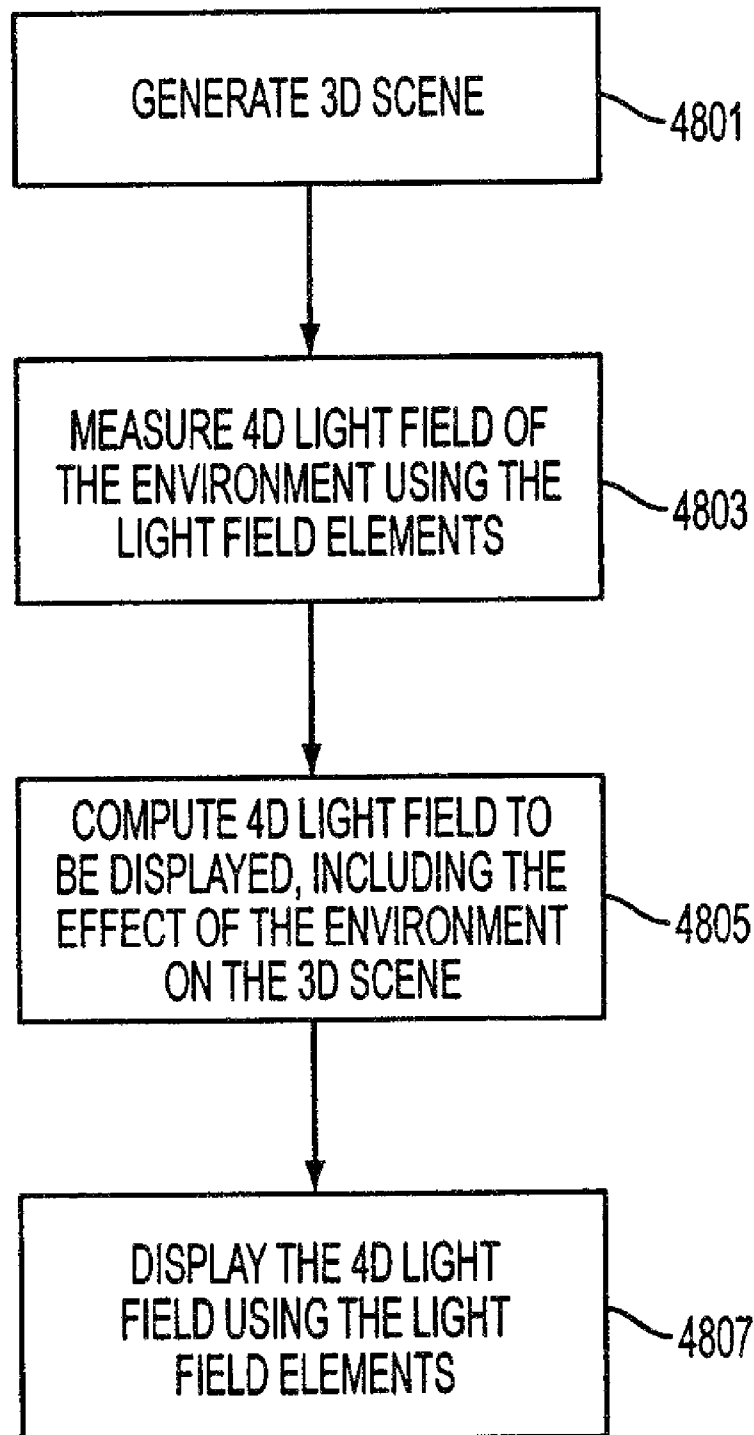 GENERATE 3D SCENE
4801
MEASURE 4D LIGHT FIELD OF
THE ENVIRONMENT USING THE
LIGHT FIELD ELEMENTS
4803
COMPUTE 4D LIGHT FIELD TO
BE DISPLAYED, INCLUDING THE
EFFECT OF THE ENVIRONMENT
ON THE 3D SCENE
4805
DISPLAY THE 4D LIGHT
FIELD USING THE LIGHT
FIELD ELEMENTS
4807